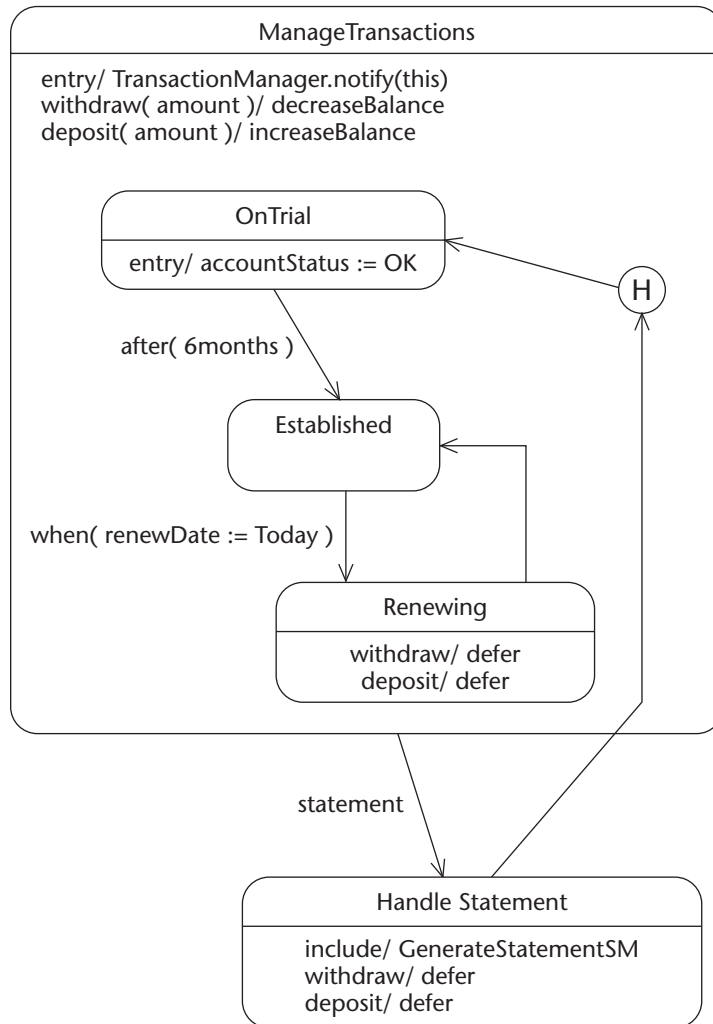 ManageTransactions
entry/ TransactionManager.notify(this)
withdraw( amount )/ decreaseBalance
deposit( amount )/ increaseBalance
OnTrial
entry/ accountStatus := OK
H
after( 6months )
Established
when( renewDate := Today )
Renewing
withdraw/ defer
deposit/ defer
statement
Handle Statement
include/ GenerateStatementSM
withdraw/ defer
deposit/ defer